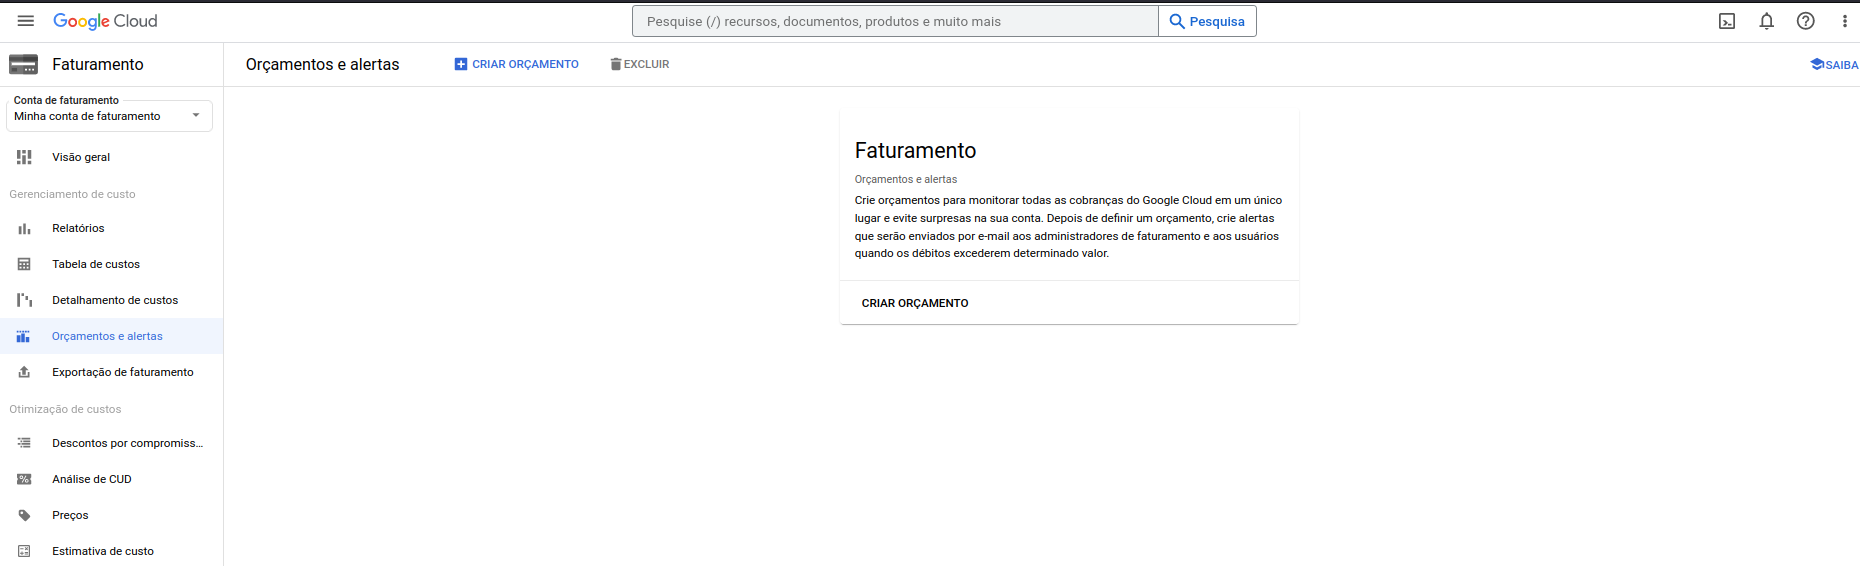 Google Cloud
Pesquise (/) recursos, documentos, produtos e muito mais
Pesquisa
Faturamento
Orçamentos e alertas
CRIAR ORÇAMENTO
EXCLUIR
SAIBA
Conta de faturamento
Minha conta de faturamento
Visão geral
Gerenciamento de custo
Relatórios
Tabela de custos
Detalhamento de custos
Orçamentos e alertas
Exportação de faturamento
Otimização de custos
Descontos por compromiss...
Análise de CUD
Preços
Estimativa de custo
Faturamento
Orçamentos e alertas
Crie orçamentos para monitorar todas as cobranças do Google Cloud em um único
lugar e evite surpresas na sua conta. Depois de definir um orçamento, crie alertas
que serão enviados por e-mail aos administradores de faturamento e aos usuários
quando os débitos excederem determinado valor.
CRIAR ORÇAMENTO